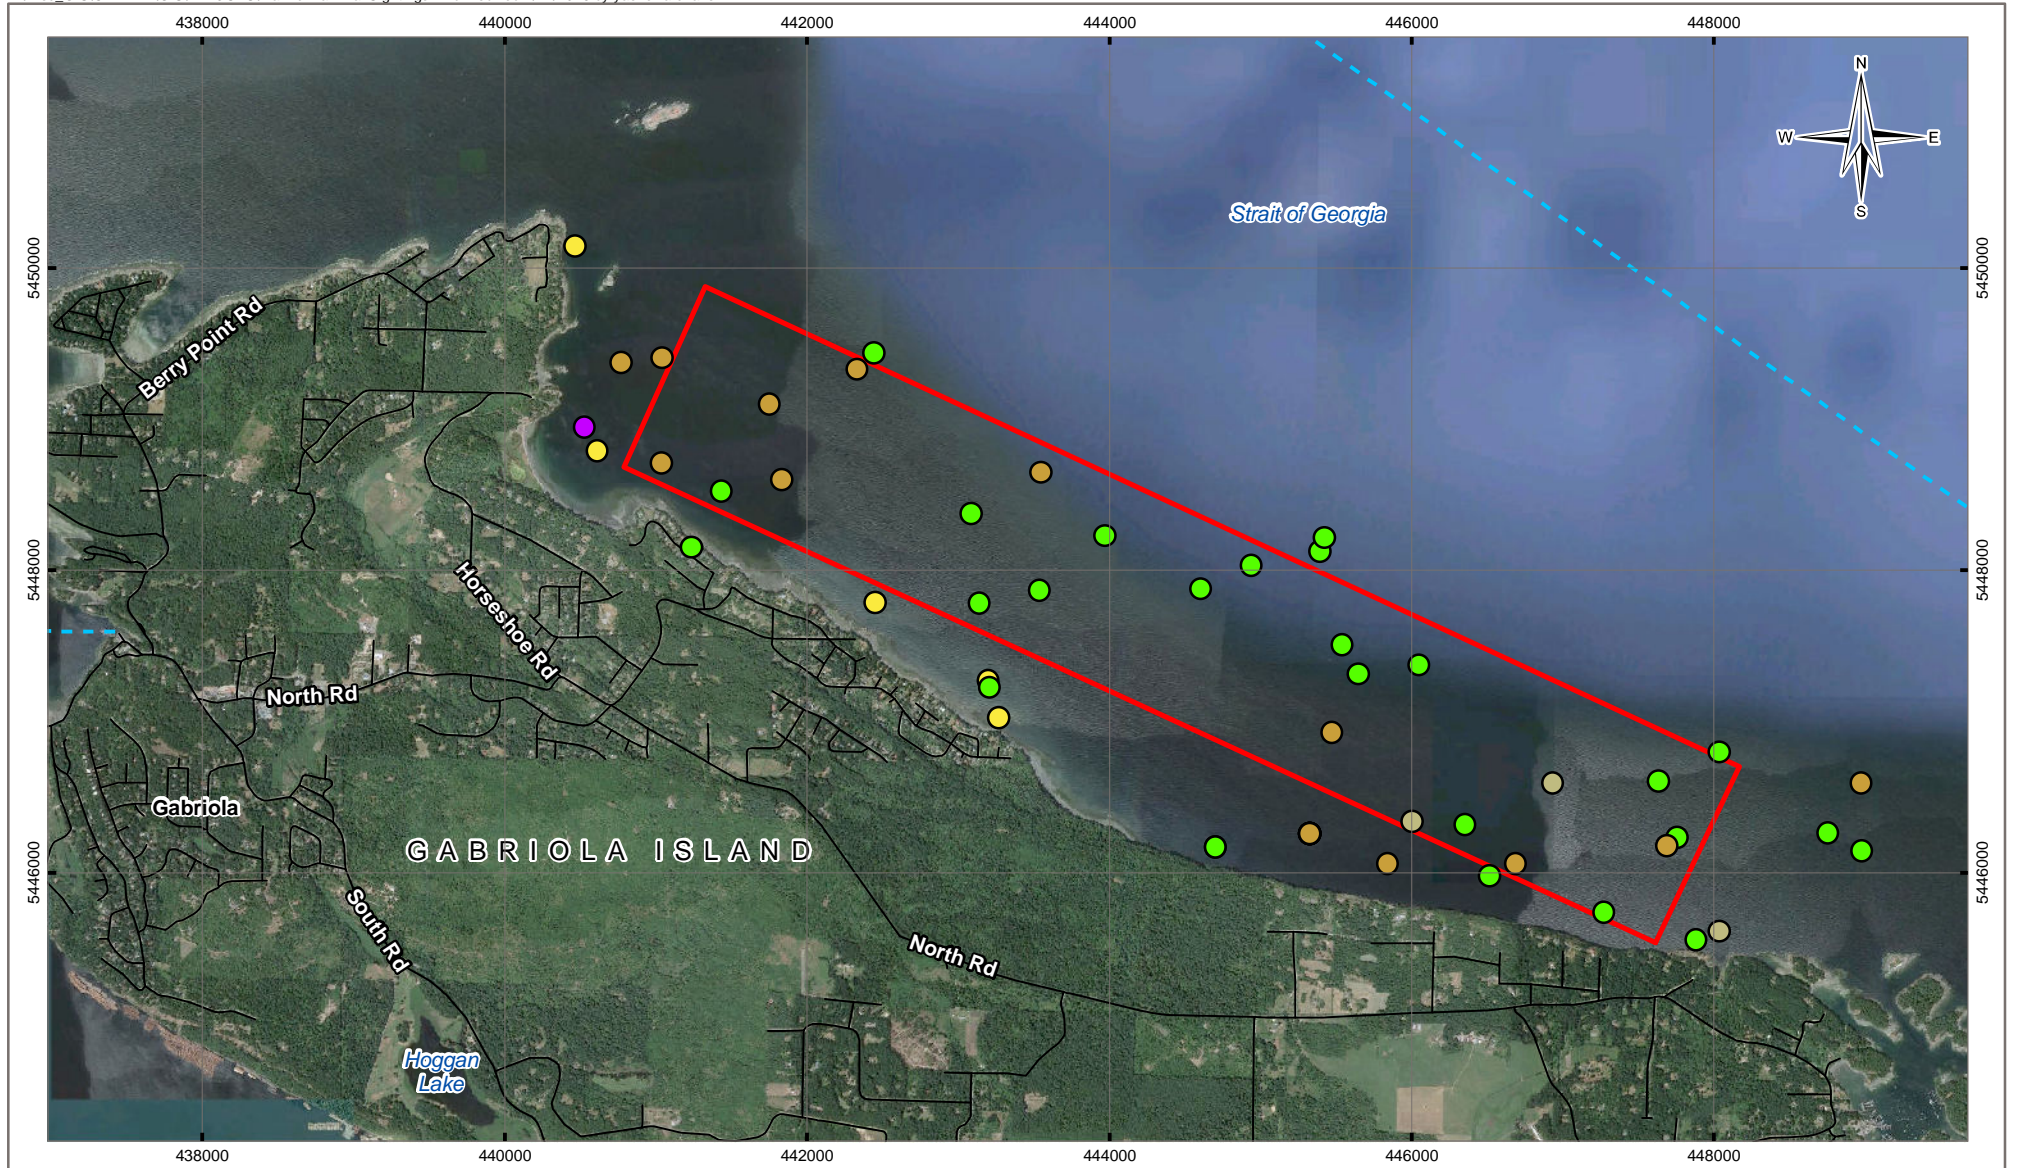 438000 440000 442000 444000 446000 448000
N
W E
S
Strait of Georgia
5450000 5450000
Berry Point Rd
5448000 5448000
Horseshoe Rd
North Rd
Gabriola
GABRIOLA ISLAND
5446000 5446000
South Rd
North Rd
Hoggan
Lake
438000 440000 442000 444000 446000 448000